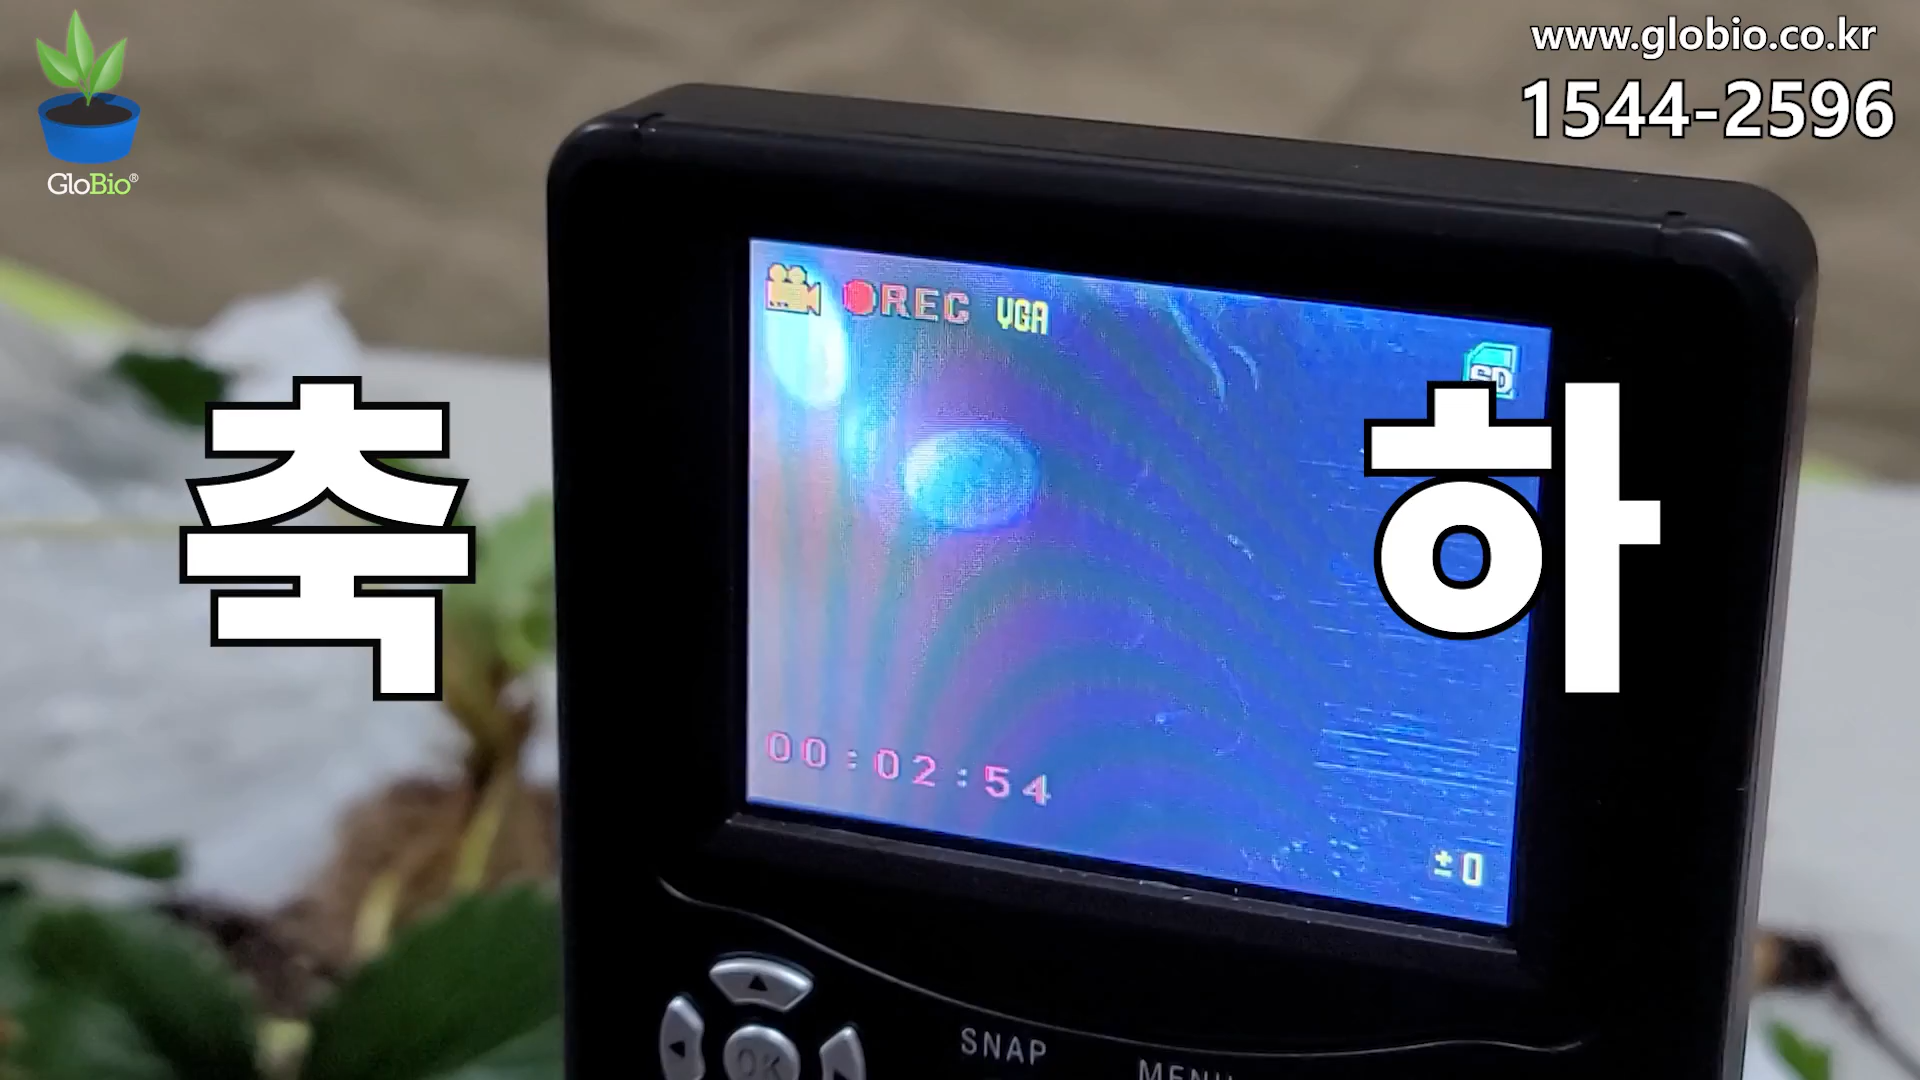 www.globio.co.kr
1544-2596
GloBio®
REC VGA
SD
축 하
00:02:54
±0
OK
SNAP
MENU